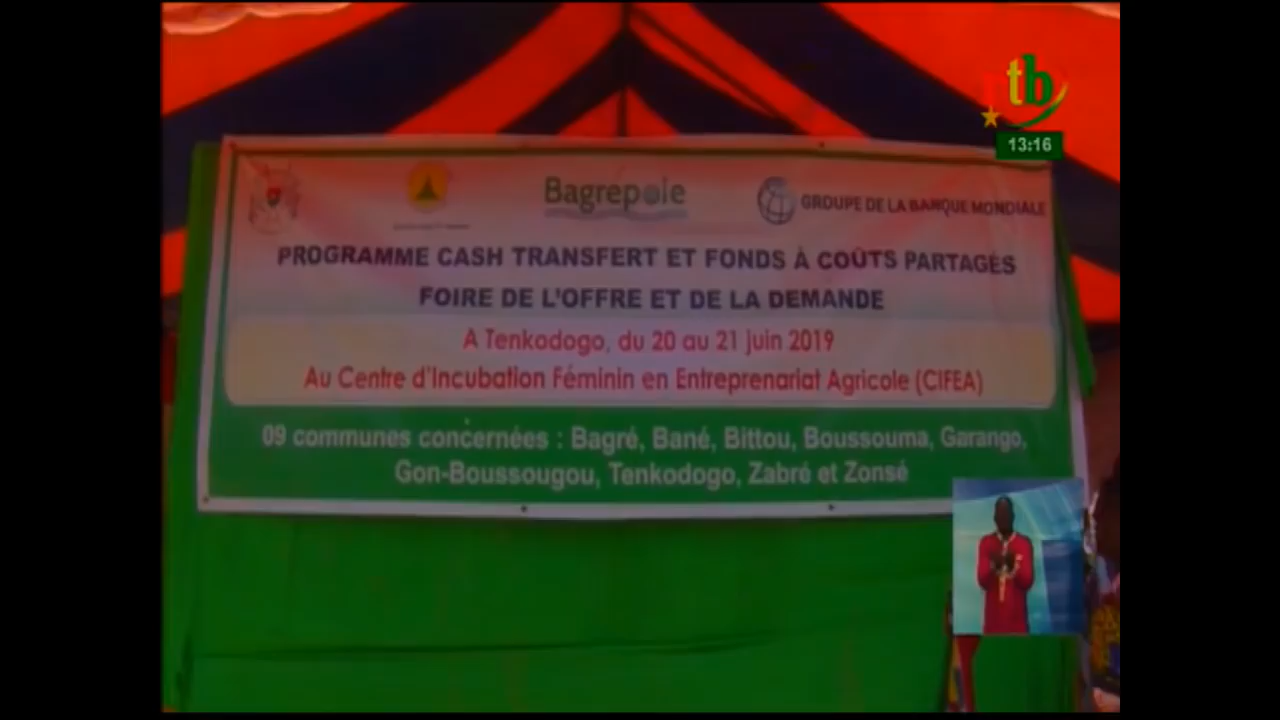 rtb
13:16
Bagrepole
GROUPE DE LA BANQUE MONDIALE
PROGRAMME CASH TRANSFERT ET FONDS À COÛTS PARTAGÉS
FOIRE DE L'OFFRE ET DE LA DEMANDE
A Tenkodogo, du 20 au 21 juin 2019
Au Centre d'Incubation Féminin en Entreprenariat Agricole (CIFEA)
09 communes concernées : Bagré, Bané, Bittou, Boussouma, Garango,
Gon-Boussougou, Tenkodogo, Zabré et Zonsé